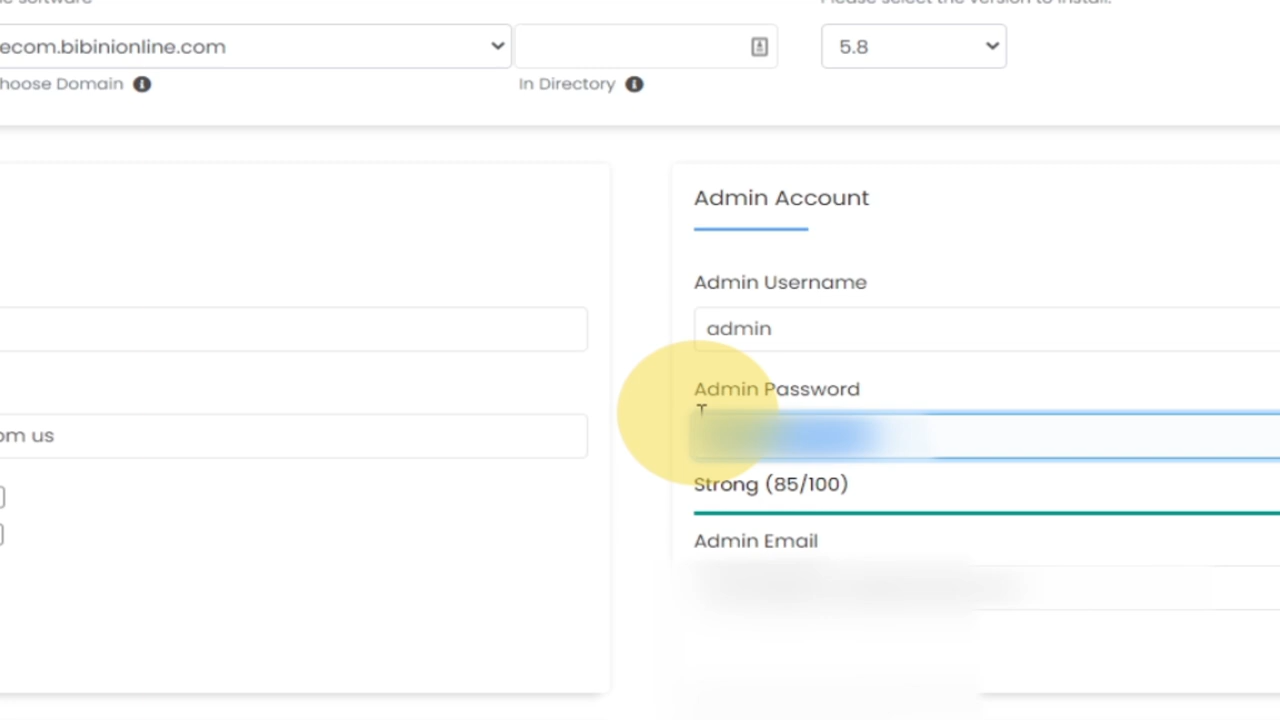 software
Please select the version to install.
ecom.bibinionline.com
5.8
hoose Domain
In Directory
Admin Account
Admin Username
admin
Admin Password
om us
Strong (85/100)
Admin Email